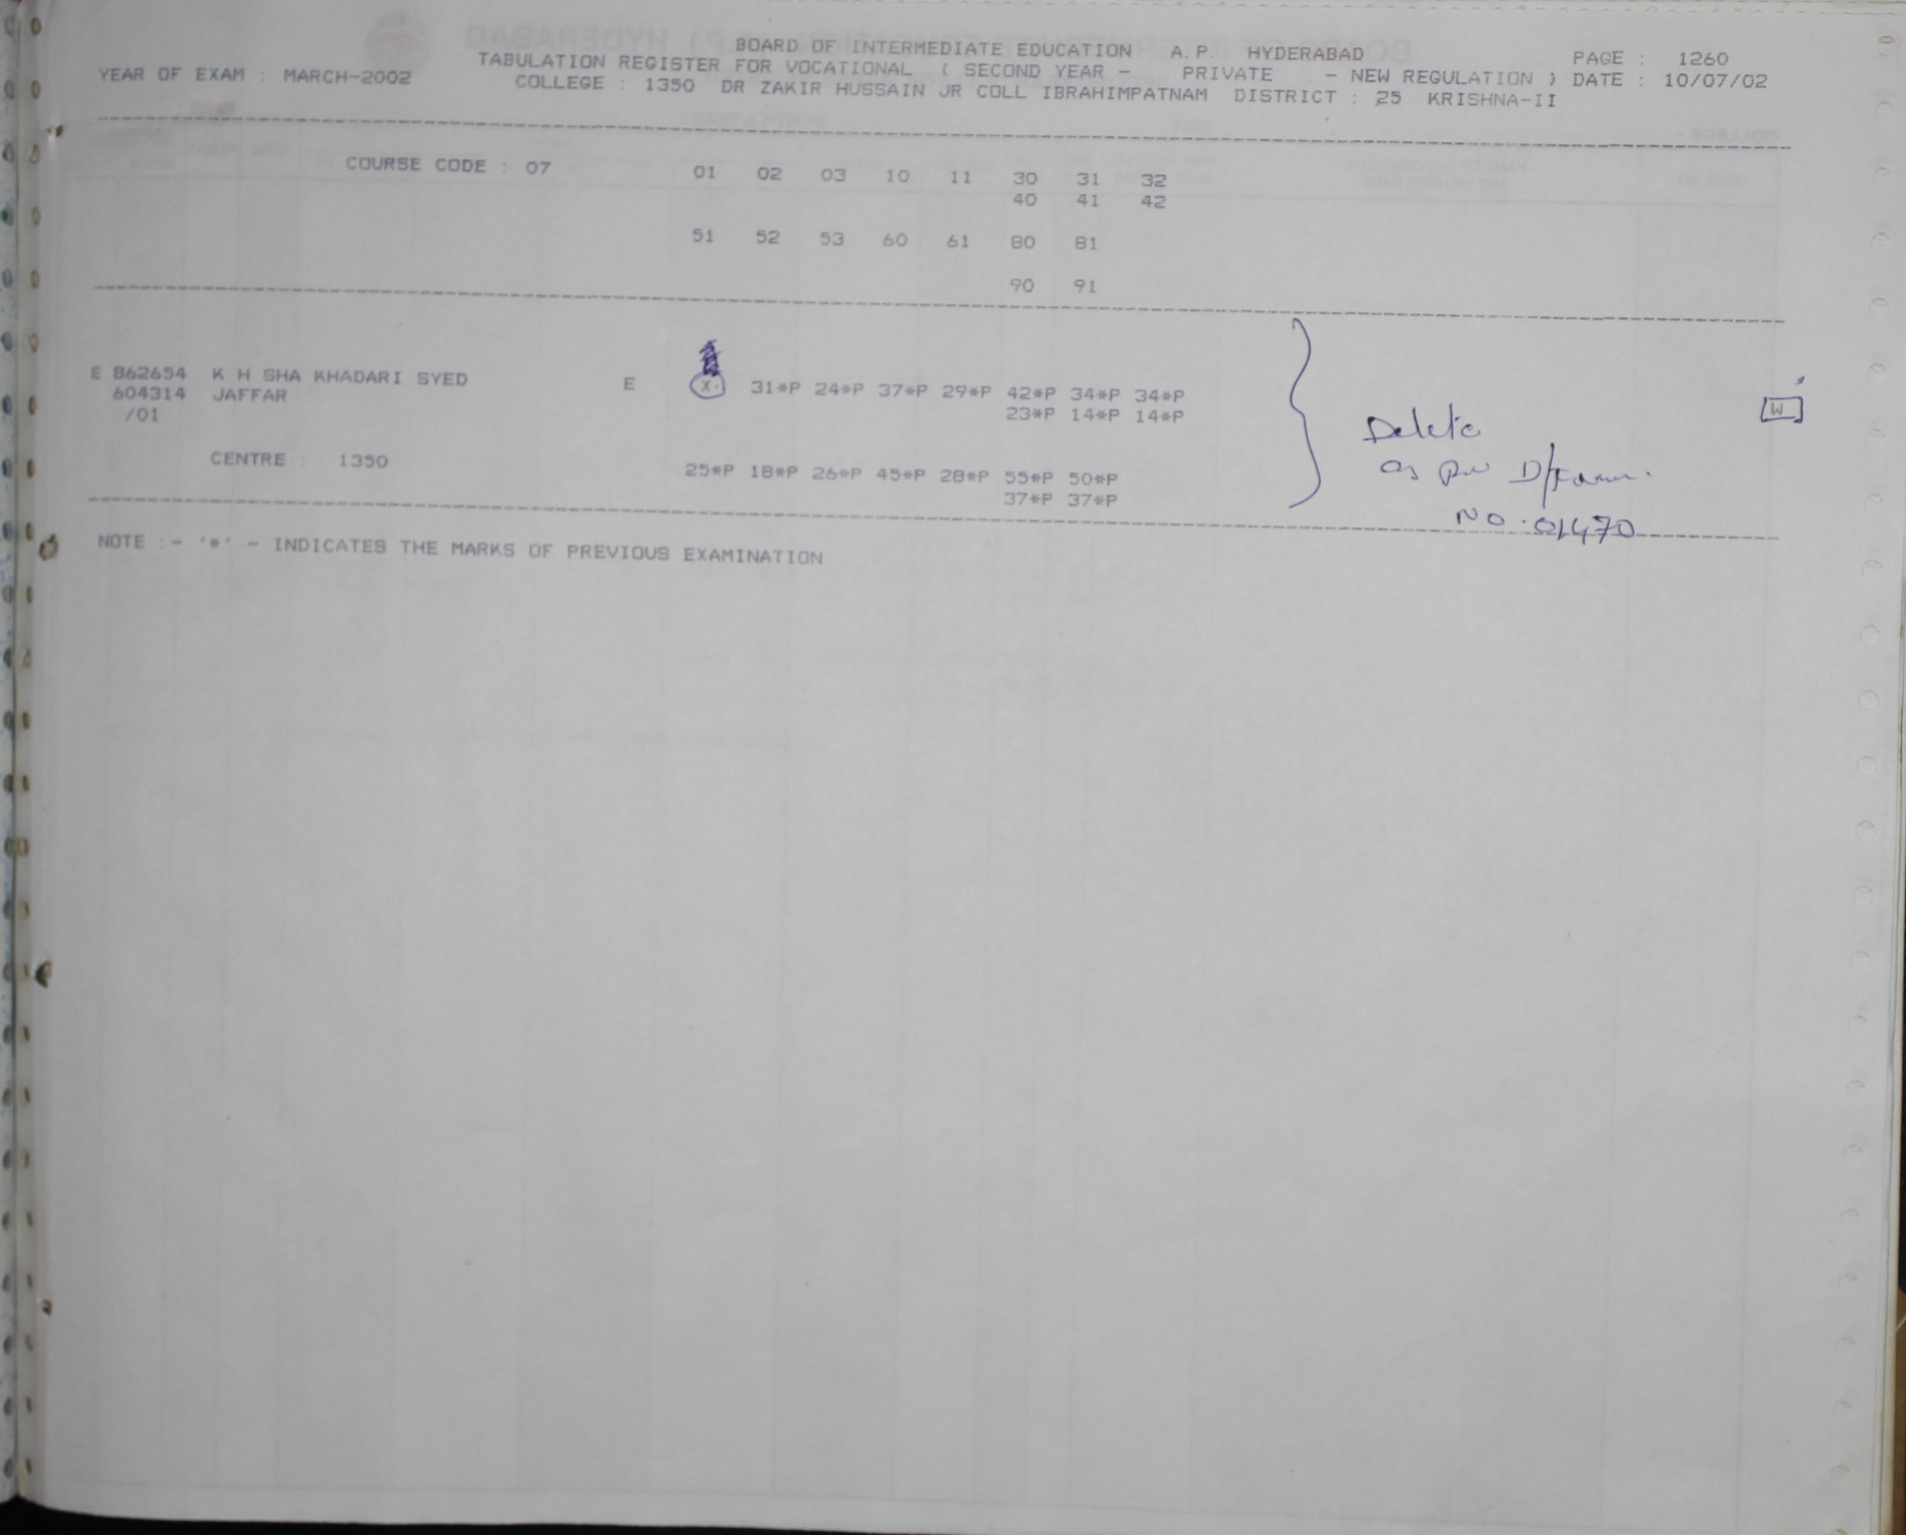 BOARD OF INTERMEDIATE EDUCATION A.P. HYDERABAD PAGE : 1260
YEAR OF EXAM : MARCH-2002 TABULATION REGISTER FOR VOCATIONAL ( SECOND YEAR - PRIVATE - NEW REGULATION ) DATE : 10/07/02
COLLEGE : 1350 DR ZAKIR HUSSAIN JR COLL IBRAHIMPATNAM DISTRICT : 25 KRISHNA-II
COURSE CODE : 07 01 02 03 10 11 30 31 32
40 41 42
51 52 53 60 61 80 81
90 91
E 862654 K H SHA KHADARI SYED E X. 31*P 24*P 37*P 29*P 42*P 34*P 34*P W
604314 JAFFAR 23*P 14*P 14*P
/01
Delete
CENTRE : 1350 25*P 18*P 26*P 45*P 28*P 55*P 50*P
37*P 37*P
as per
NO. 01470
NOTE :- '*' - INDICATES THE MARKS OF PREVIOUS EXAMINATION